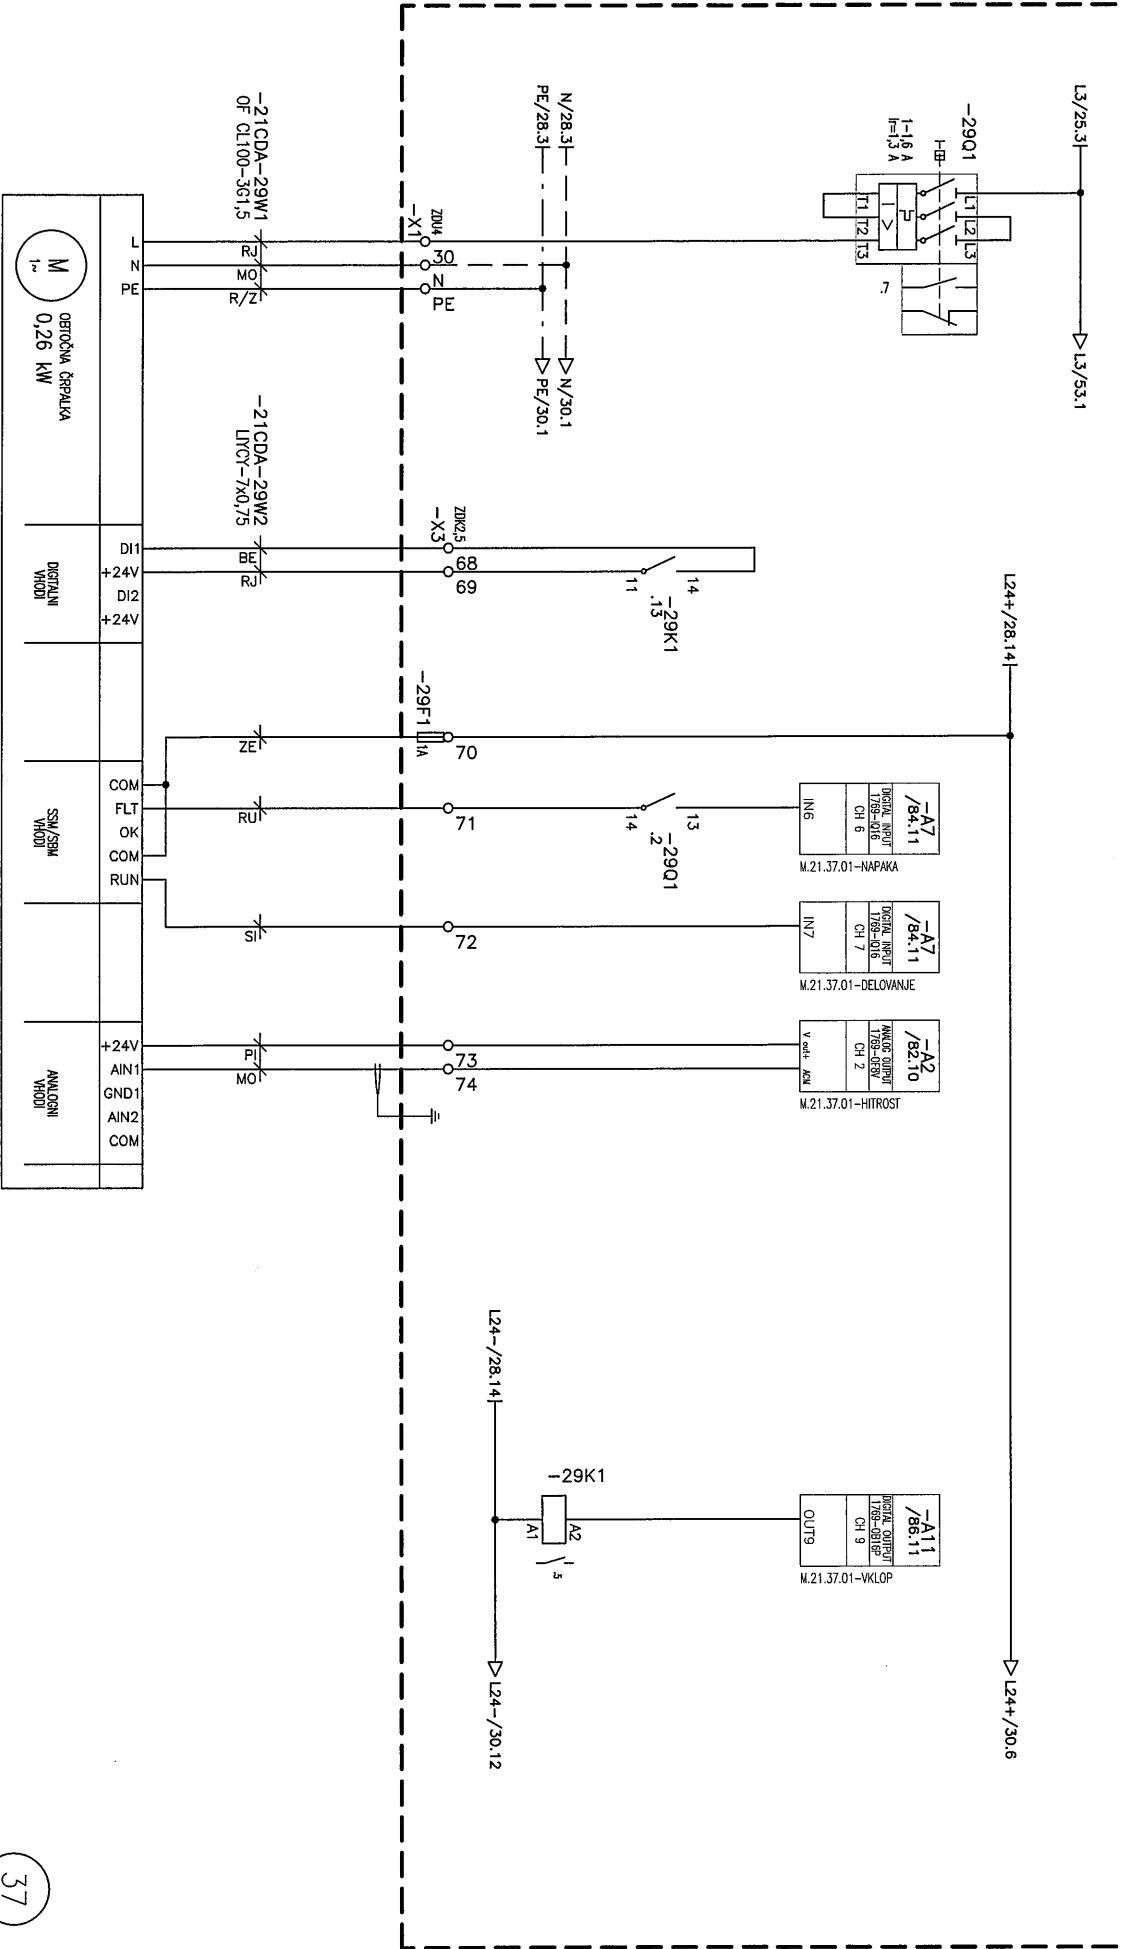 L3/25.3
L3/53.1
-29Q1
1-1,6 A
Ir=1,3 A
L1
L2
L3
I >
T1
T2
T3
.7
N/28.3
PE/28.3
N/30.1
PE/30.1
ZDU4
-X1
30
N
PE
-21CDA-29W1
OF CL100-3G1,5
RJ
MO
R/Z
L
N
PE
M
1~
OBTOČNA ČRPALKA
0,26 kW
L24+/28.14
L24+/30.6
-29K1
.13
14
11
ZDK2,5
-X3
68
69
-21CDA-29W2
LIYCY-7x0,75
BE
RJ
DI1
+24V
DI2
+24V
DIGITALNI
VHODI
-29F1
1A
70
ZE
-A7
/84.11
DIGITAL INPUT
1769-IQ16
CH 6
IN6
M.21.37.01-NAPAKA
-29Q1
.2
13
14
71
RU
COM
FLT
OK
COM
RUN
SSM/SBM
VHODI
-A7
/84.11
DIGITAL INPUT
1769-IQ16
CH 7
IN7
M.21.37.01-DELOVANJE
72
SI
-A2
/82.10
ANALOG OUTPUT
1769-OF8V
CH 2
V out+
ACM
M.21.37.01-HITROST
73
74
PI
MO
+24V
AIN1
GND1
AIN2
COM
ANALOGNI
VHODI
-A11
/86.11
DIGITAL OUTPUT
1769-OB16P
CH 9
OUT9
M.21.37.01-VKLOP
-29K1
A2
A1
.5
L24-/28.14
L24-/30.12
37